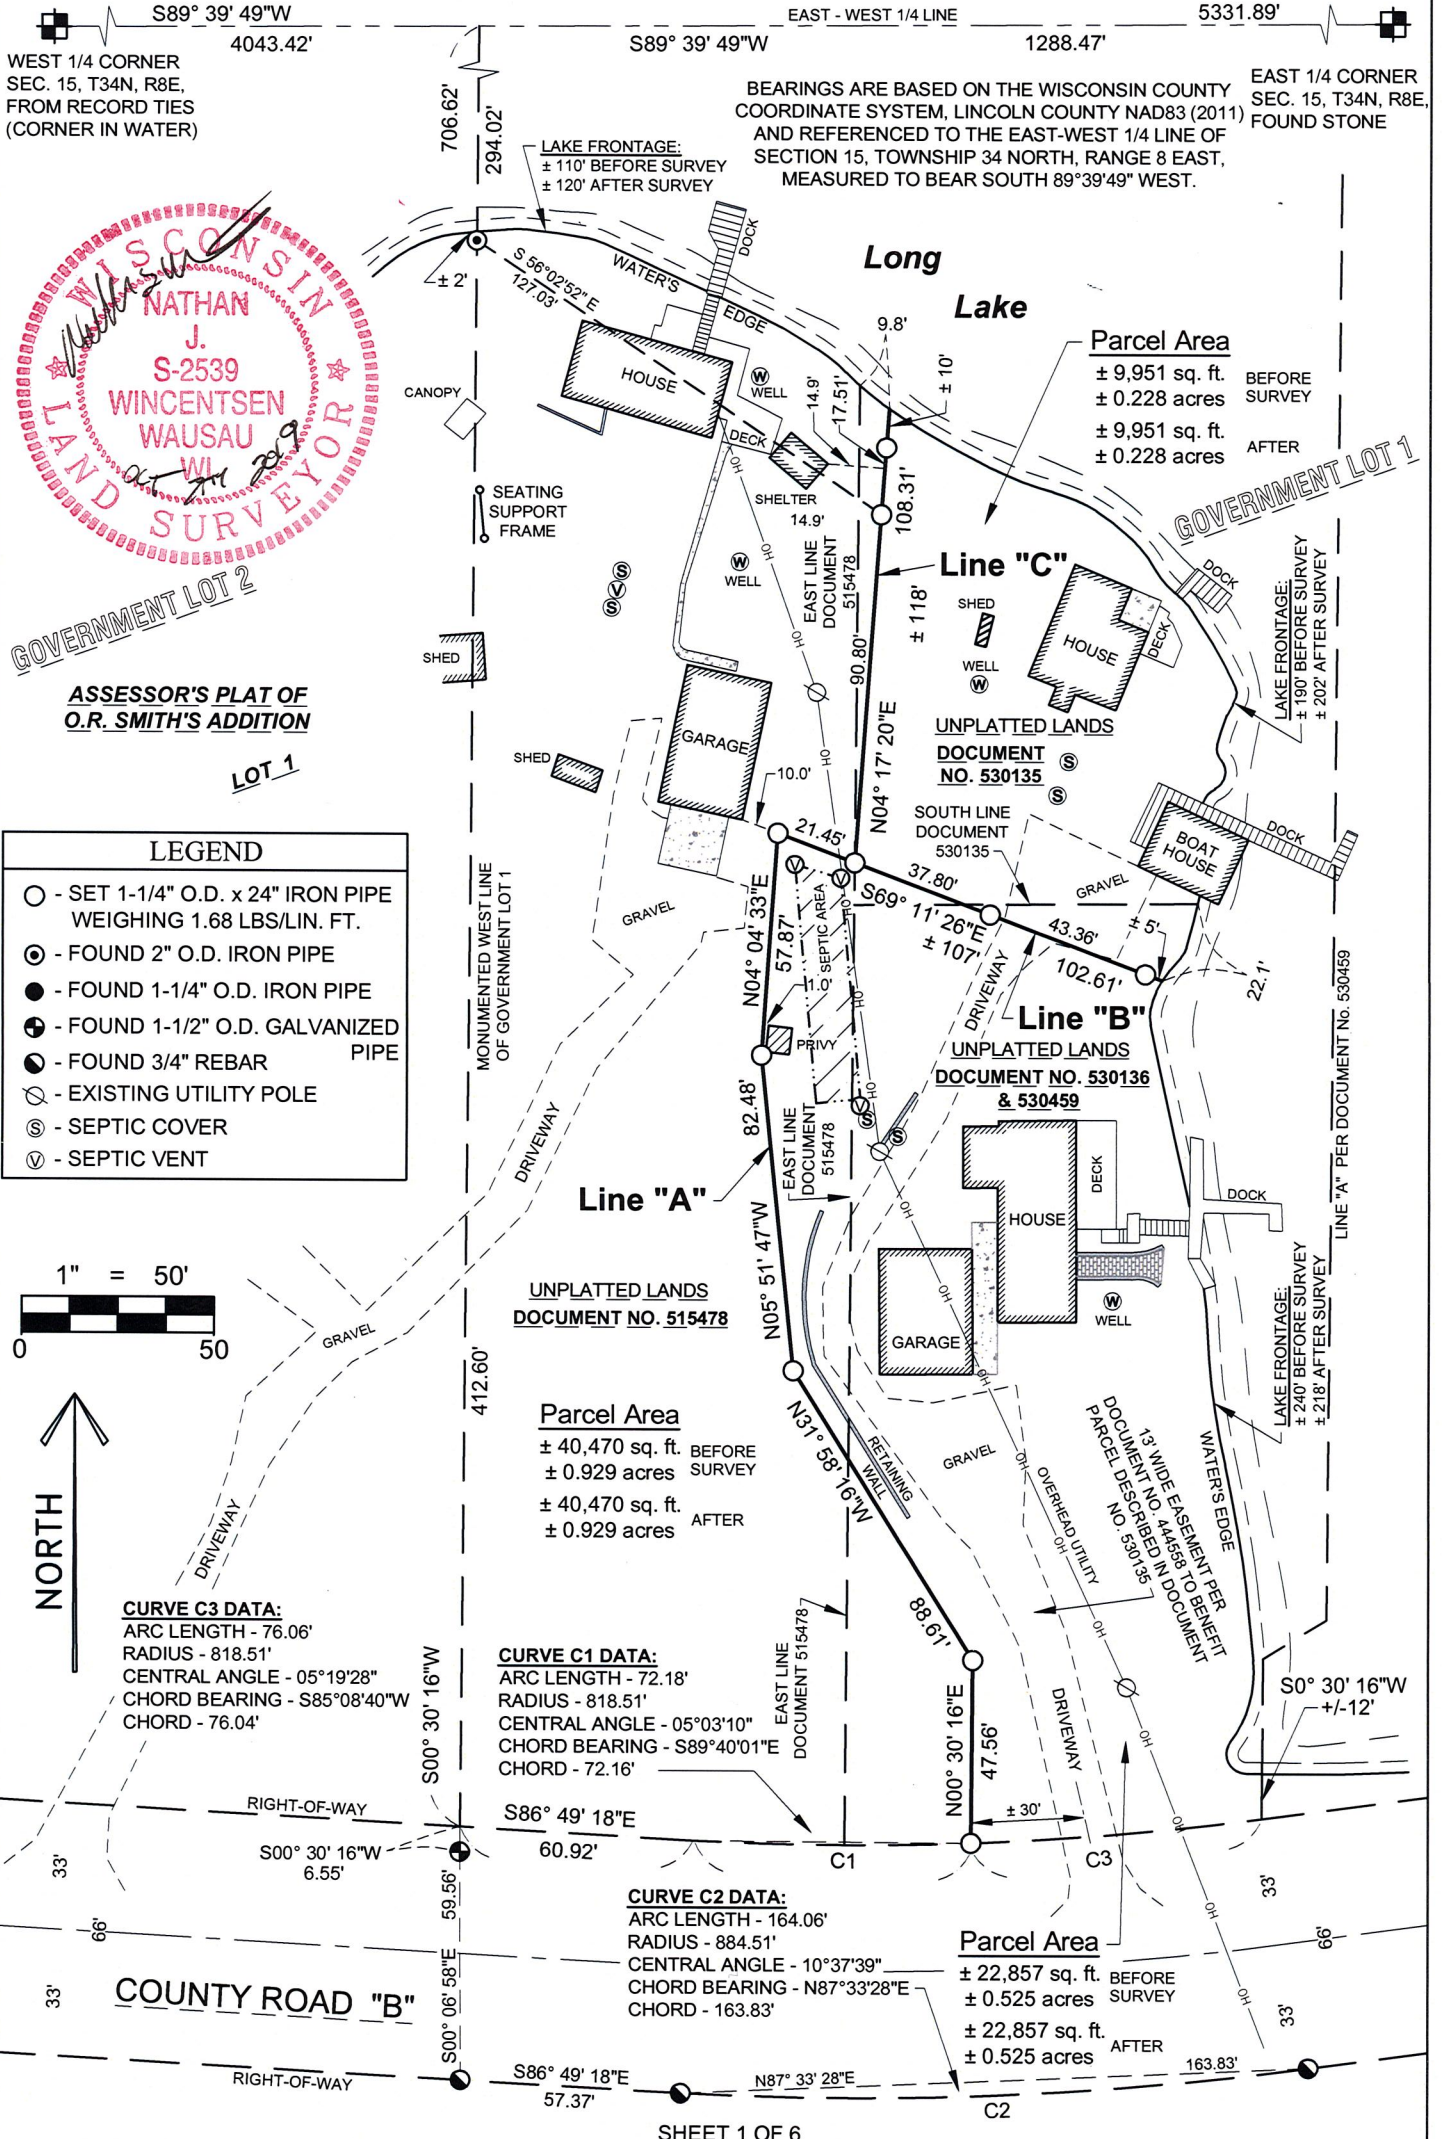 S89° 39' 49"W
4043.42'
EAST - WEST 1/4 LINE
S89° 39' 49"W
1288.47'
5331.89'
WEST 1/4 CORNER
SEC. 15, T34N, R8E,
FROM RECORD TIES
(CORNER IN WATER)
BEARINGS ARE BASED ON THE WISCONSIN COUNTY
COORDINATE SYSTEM, LINCOLN COUNTY NAD83 (2011)
AND REFERENCED TO THE EAST-WEST 1/4 LINE OF
SECTION 15, TOWNSHIP 34 NORTH, RANGE 8 EAST,
MEASURED TO BEAR SOUTH 89°39'49" WEST.
EAST 1/4 CORNER
SEC. 15, T34N, R8E,
FOUND STONE
706.62'
294.02'
LAKE FRONTAGE:
± 110' BEFORE SURVEY
± 120' AFTER SURVEY
WISCONSIN
NATHAN
J.
S-2539
WINCENTSEN
WAUSAU
WI.
LAND SURVEYOR
OCT 7TH 2019
± 2'
S 56°02'52" E
127.03'
WATER'S
EDGE
DOCK
Long
Lake
9.8'
± 10'
Parcel Area
± 9,951 sq. ft.
± 0.228 acres
BEFORE
SURVEY
± 9,951 sq. ft.
± 0.228 acres
AFTER
CANOPY
HOUSE
WELL
DECK
14.9'
17.51'
108.31'
SHELTER
14.9'
OH
SEATING
SUPPORT
FRAME
WELL
EAST LINE
DOCUMENT
515478
Line "C"
± 118'
90.80'
N04° 17' 20"E
GOVERNMENT LOT 1
GOVERNMENT LOT 2
SHED
WELL
HOUSE
DECK
DOCK
LAKE FRONTAGE:
± 190' BEFORE SURVEY
± 202' AFTER SURVEY
SHED
ASSESSOR'S PLAT OF
O.R. SMITH'S ADDITION
LOT 1
GARAGE
SHED
UNPLATTED LANDS
DOCUMENT
NO. 530135
SOUTH LINE
DOCUMENT
530135
BOAT
HOUSE
DOCK
10.0'
21.45'
37.80'
S69° 11' 26"E
± 107'
43.36'
102.61'
± 5'
22.1'
GRAVEL
LEGEND
- SET 1-1/4" O.D. x 24" IRON PIPE
WEIGHING 1.68 LBS/LIN. FT.
- FOUND 2" O.D. IRON PIPE
- FOUND 1-1/4" O.D. IRON PIPE
- FOUND 1-1/2" O.D. GALVANIZED
PIPE
- FOUND 3/4" REBAR
- EXISTING UTILITY POLE
S - SEPTIC COVER
V - SEPTIC VENT
MONUMENTED WEST LINE
OF GOVERNMENT LOT 1
GRAVEL
N04° 04' 33"E
57.87'
SEPTIC AREA
1.0'
PRIVY
DRIVEWAY
Line "B"
UNPLATTED LANDS
DOCUMENT NO. 530136
& 530459
LINE "A" PER DOCUMENT No. 530459
82.48'
DRIVEWAY
Line "A"
EAST LINE
DOCUMENT
515478
N05° 51' 47"W
HOUSE
DECK
DOCK
GARAGE
WELL
1" = 50'
0
50
GRAVEL
UNPLATTED LANDS
DOCUMENT NO. 515478
412.60'
LAKE FRONTAGE:
± 240' BEFORE SURVEY
± 218' AFTER SURVEY
WATER'S EDGE
NORTH
DRIVEWAY
Parcel Area
± 40,470 sq. ft.
± 0.929 acres
BEFORE
SURVEY
± 40,470 sq. ft.
± 0.929 acres
AFTER
N31° 58' 16"W
88.61'
RETAINING
WALL
GRAVEL
OVERHEAD UTILITY
13' WIDE EASEMENT PER
DOCUMENT NO. 444558 TO BENEFIT
PARCEL DESCRIBED IN DOCUMENT
NO. 530135
CURVE C3 DATA:
ARC LENGTH - 76.06'
RADIUS - 818.51'
CENTRAL ANGLE - 05°19'28"
CHORD BEARING - S85°08'40"W
CHORD - 76.04'
S00° 30' 16"W
CURVE C1 DATA:
ARC LENGTH - 72.18'
RADIUS - 818.51'
CENTRAL ANGLE - 05°03'10"
CHORD BEARING - S89°40'01"E
CHORD - 72.16'
EAST LINE
DOCUMENT 515478
N00° 30' 16"E
47.56'
DRIVEWAY
S0° 30' 16"W
+/-12'
RIGHT-OF-WAY
S86° 49' 18"E
60.92'
± 30'
C1
C3
S00° 30' 16"W
6.55'
33'
66'
33'
59.56'
S00° 06' 58"E
COUNTY ROAD "B"
CURVE C2 DATA:
ARC LENGTH - 164.06'
RADIUS - 884.51'
CENTRAL ANGLE - 10°37'39"
CHORD BEARING - N87°33'28"E
CHORD - 163.83'
Parcel Area
± 22,857 sq. ft.
± 0.525 acres
BEFORE
SURVEY
± 22,857 sq. ft.
± 0.525 acres
AFTER
33'
66'
33'
RIGHT-OF-WAY
S86° 49' 18"E
57.37'
N87° 33' 28"E
163.83'
C2
SHEET 1 OF 6